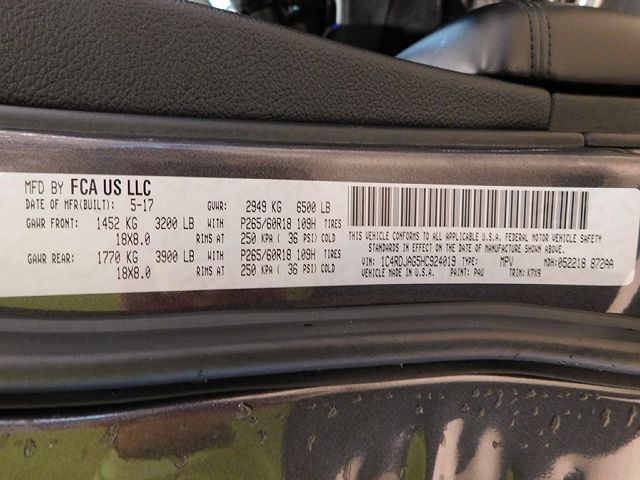 MFD BY FCA US LLC
DATE OF MFR(BUILT): 5-17 GVWR: 2949 KG 6500 LB
GAWR FRONT: 1452 KG 3200 LB WITH P265/60R18 109H TIRES
18X8.0 RIMS AT 250 KPA ( 36 PSI) COLD
GAWR REAR: 1770 KG 3900 LB WITH P265/60R18 109H TIRES
18X8.0 RIMS AT 250 KPA ( 36 PSI) COLD
THIS VEHICLE CONFORMS TO ALL APPLICABLE U.S.A. FEDERAL MOTOR VEHICLE SAFETY
STANDARDS IN EFFECT ON THE DATE OF MANUFACTURE SHOWN ABOVE.
VIN: 1C4RDJAG5HC924019 TYPE: MPV MDH:052218 872AA
VEHICLE MADE IN U.S.A. PAINT: PAU TRIM: K7X9